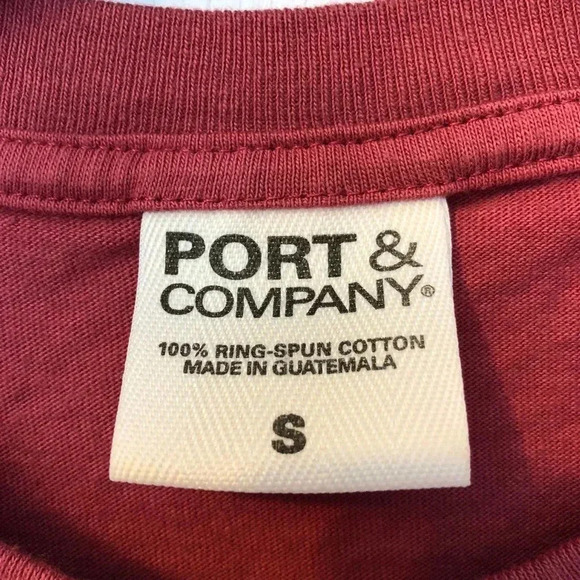 PORT &
COMPANY®
100% RING-SPUN COTTON
MADE IN GUATEMALA
S